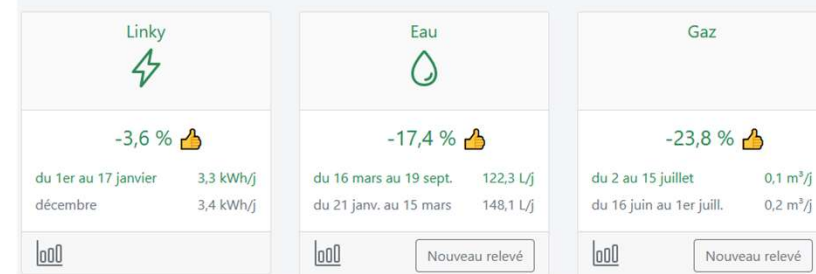 Linky
-3,6 %
du 1er au 17 janvier 3,3 kWh/j
décembre 3,4 kWh/j
Eau
-17,4 %
du 16 mars au 19 sept. 122,3 L/j
du 21 janv. au 15 mars 148,1 L/j
Nouveau relevé
Gaz
-23,8 %
du 2 au 15 juillet 0,1 m³/j
du 16 juin au 1er juill. 0,2 m³/j
Nouveau relevé